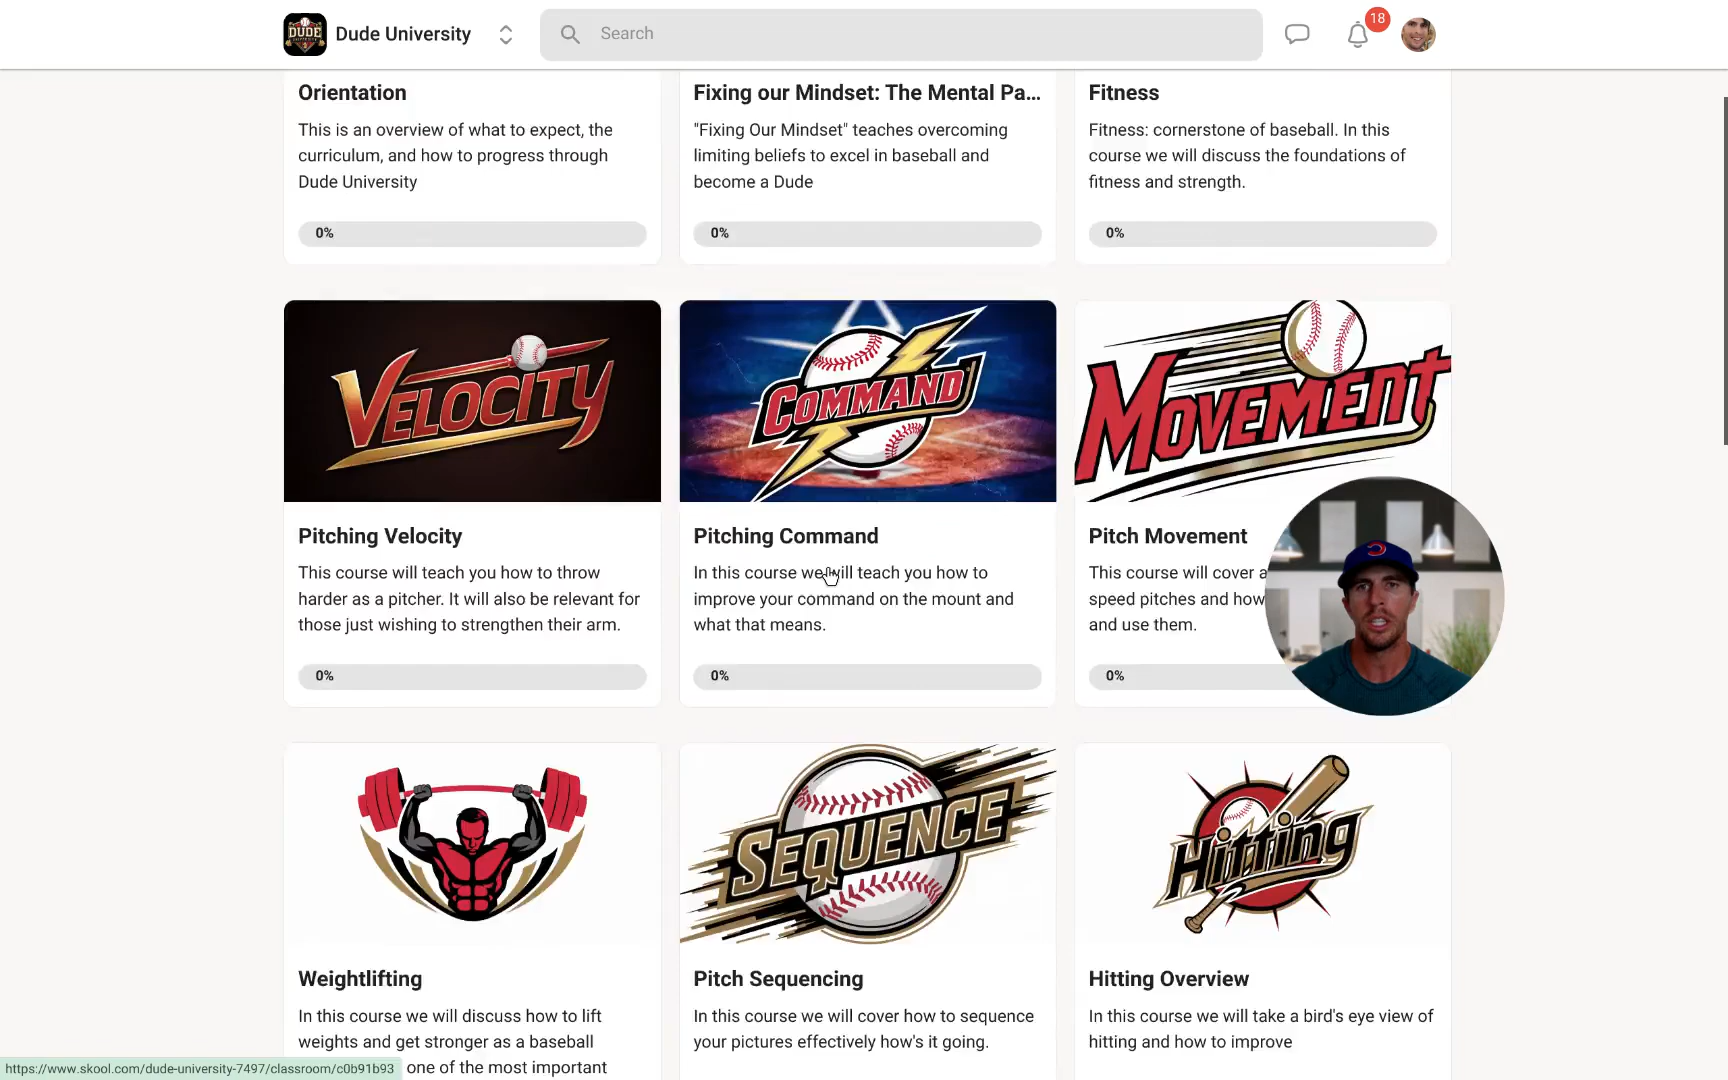 DUDE
Dude University
Search
18
Orientation
This is an overview of what to expect, the
curriculum, and how to progress through
Dude University
0%
Fixing our Mindset: The Mental Pa...
"Fixing Our Mindset" teaches overcoming
limiting beliefs to excel in baseball and
become a Dude
0%
Fitness
Fitness: cornerstone of baseball. In this
course we will discuss the foundations of
fitness and strength.
0%
VELOCITY
Pitching Velocity
This course will teach you how to throw
harder as a pitcher. It will also be relevant for
those just wishing to strengthen their arm.
0%
COMMAND
Pitching Command
In this course we will teach you how to
improve your command on the mount and
what that means.
0%
MOVEMENT
Pitch Movement
This course will cover a
speed pitches and how
and use them.
0%
Weightlifting
In this course we will discuss how to lift
weights and get stronger as a baseball
one of the most important
SEQUENCE
Pitch Sequencing
In this course we will cover how to sequence
your pictures effectively how's it going.
Hitting
Hitting Overview
In this course we will take a bird's eye view of
hitting and how to improve
https://www.skool.com/dude-university-7497/classroom/c0b91b93